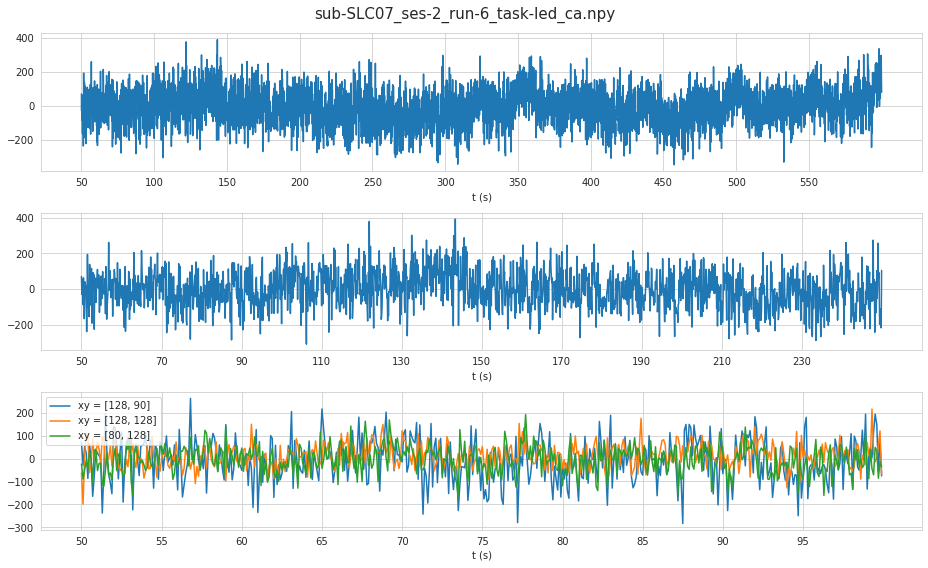 sub-SLC07_ses-2_run-6_task-led_ca.npy
400
200
0
−200
50 100 150 200 250 300 350 400 450 500 550
t (s)
400
200
0
−200
50 70 90 110 130 150 170 190 210 230
t (s)
xy = [128, 90]
xy = [128, 128]
xy = [80, 128]
200
100
0
−100
−200
−300
50 55 60 65 70 75 80 85 90 95
t (s)